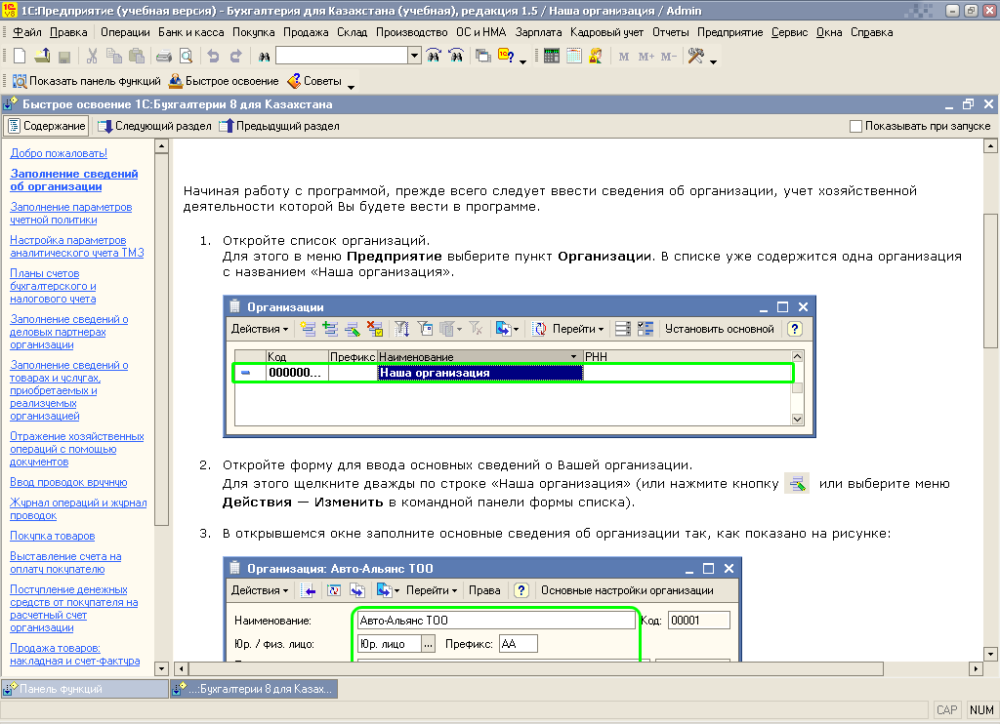 1С:Предприятие (учебная версия) - Бухгалтерия для Казахстана (учебная), редакция 1.5 / Наша организация / Admin
Файл Правка Операции Банк и касса Покупка Продажа Склад Производство ОС и НМА Зарплата Кадровый учет Отчеты Предприятие Сервис Окна Справка
M M+ M-
Показать панель функций Быстрое освоение Советы
Быстрое освоение 1С:Бухгалтерии 8 для Казахстана
Содержание Следующий раздел Предыдущий раздел Показывать при запуске
Добро пожаловать!
Заполнение сведений
об организации
Заполнение параметров
учетной политики
Настройка параметров
аналитического учета ТМЗ
Планы счетов
бухгалтерского и
налогового учета
Заполнение сведений о
деловых партнерах
организации
Заполнение сведений о
товарах и услугах,
приобретаемых и
реализуемых
организацией
Отражение хозяйственных
операций с помощью
документов
Ввод проводок вручную
Журнал операций и журнал
проводок
Покупка товаров
Выставление счета на
оплату покупателю
Поступление денежных
средств от покупателя на
расчетный счет
организации
Продажа товаров:
накладная и счет-фактура
Начиная работу с программой, прежде всего следует ввести сведения об организации, учет хозяйственной
деятельности которой Вы будете вести в программе.
1. Откройте список организаций.
Для этого в меню Предприятие выберите пункт Организации. В списке уже содержится одна организация
с названием «Наша организация».
Организации
Действия Перейти Установить основной ?
Код Префикс Наименование РНН
000000... Наша организация
2. Откройте форму для ввода основных сведений о Вашей организации.
Для этого щелкните дважды по строке «Наша организация» (или нажмите кнопку или выберите меню
Действия — Изменить в командной панели формы списка).
3. В открывшемся окне заполните основные сведения об организации так, как показано на рисунке:
Организация: Авто-Альянс ТОО
Действия Перейти Права ? Основные настройки организации
Наименование: Авто-Альянс ТОО Код: 00001
Юр. / физ. лицо: Юр. лицо ... Префикс: АА
Панель функций ...:Бухгалтерии 8 для Казах...
CAP NUM